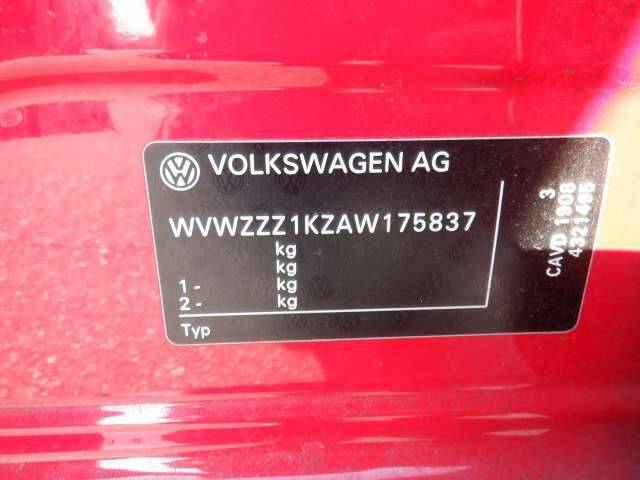 VOLKSWAGEN AG
WVWZZZ1KZAW175837
kg
kg
1 - kg
2 - kg
Typ
3
CAVD 1908
4321495